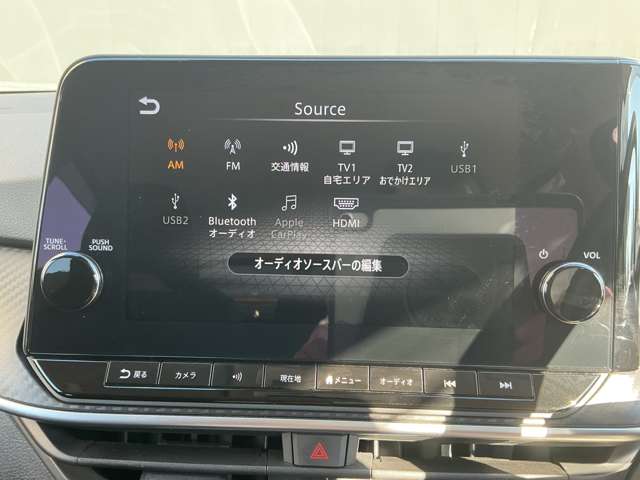 Source
AM
FM
交通情報
TV1
自宅エリア
TV2
おでかけエリア
USB1
USB2
Bluetooth
オーディオ
Apple
CarPlay
HDMI
TUNE・
SCROLL
PUSH
SOUND
VOL
オーディオソースバーの編集
戻る
カメラ
現在地
メニュー
オーディオ